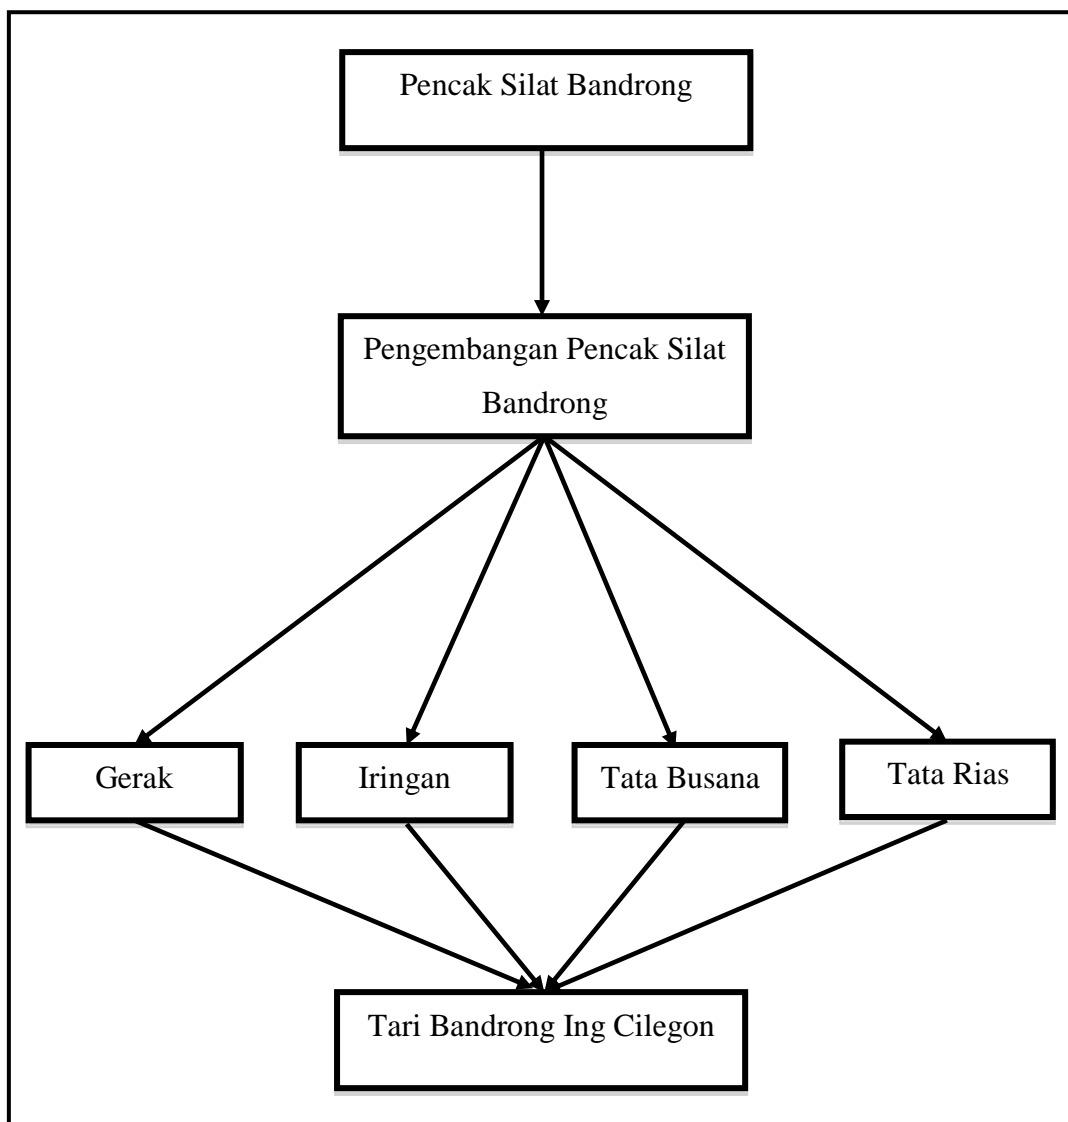 Pencak Silat Bandrong
Pengembangan Pencak Silat
Bandrong
Gerak
Iringan
Tata Busana
Tata Rias
Tari Bandrong Ing Cilegon